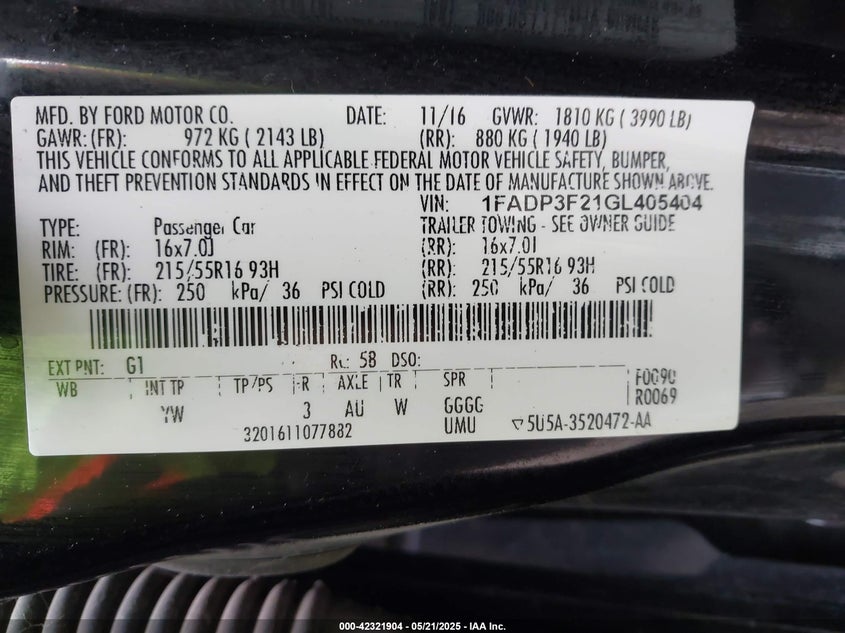 MFD. BY FORD MOTOR CO. DATE: 11/16 GVWR: 1810 KG ( 3990 LB)
GAWR: (FR): 972 KG ( 2143 LB) (RR): 880 KG ( 1940 LB)
THIS VEHICLE CONFORMS TO ALL APPLICABLE FEDERAL MOTOR VEHICLE SAFETY, BUMPER,
AND THEFT PREVENTION STANDARDS IN EFFECT ON THE DATE OF MANUFACTURE SHOWN ABOVE.
VIN: 1FADP3F21GL405404
TYPE: Passenger Car TRAILER TOWING - SEE OWNER GUIDE
RIM: (FR): 16x7.0J (RR): 16x7.0J
TIRE: (FR): 215/55R16 93H (RR): 215/55R16 93H
PRESSURE: (FR): 250 kPa/ 36 PSI COLD (RR): 250 kPa/ 36 PSI COLD
EXT PNT: G1 RC: 58 DSO:
WB INT TP TP/PS R AXLE TR SPR F0090
YW 3 AU W GGGG R0069
3201611077882 UMU 5U5A-3520472-AA
000-42321904 - 05/21/2025 - IAA Inc.